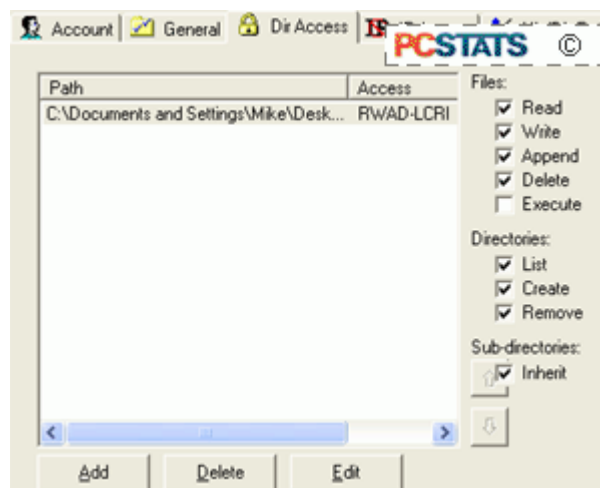 Account General Dir Access
PCSTATS ©
Path Access
C:\Documents and Settings\Mike\Desk... RWAD-LCRI
Files:
Read
Write
Append
Delete
Execute
Directories:
List
Create
Remove
Sub-directories:
Inherit
Add Delete Edit